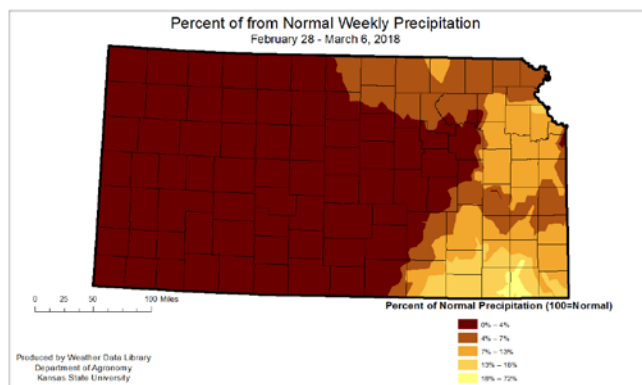 Percent of from Normal Weekly Precipitation
February 28 - March 6, 2018
0 25 50 100 Miles
Percent of Normal Precipitation (100=Normal)
0% - 4%
4% - 7%
7% - 13%
13% - 18%
18% - 72%
Produced by Weather Data Library
Department of Agronomy
Kansas State University